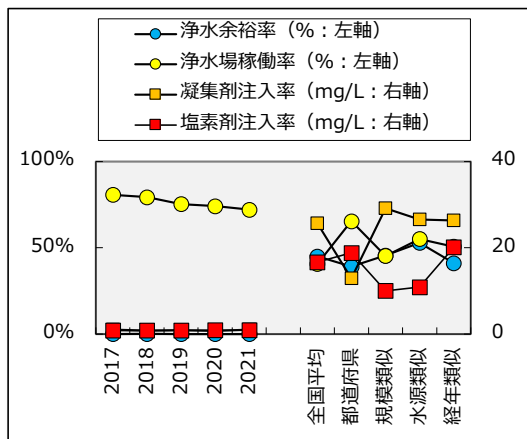 浄水余裕率（%：左軸）
浄水場稼働率（%：左軸）
凝集剤注入率（mg/L：右軸）
塩素剤注入率（mg/L：右軸）
100%
50%
0%
40
20
0
2017
2018
2019
2020
2021
全国平均
都道府県
規模類似
水源類似
経年類似